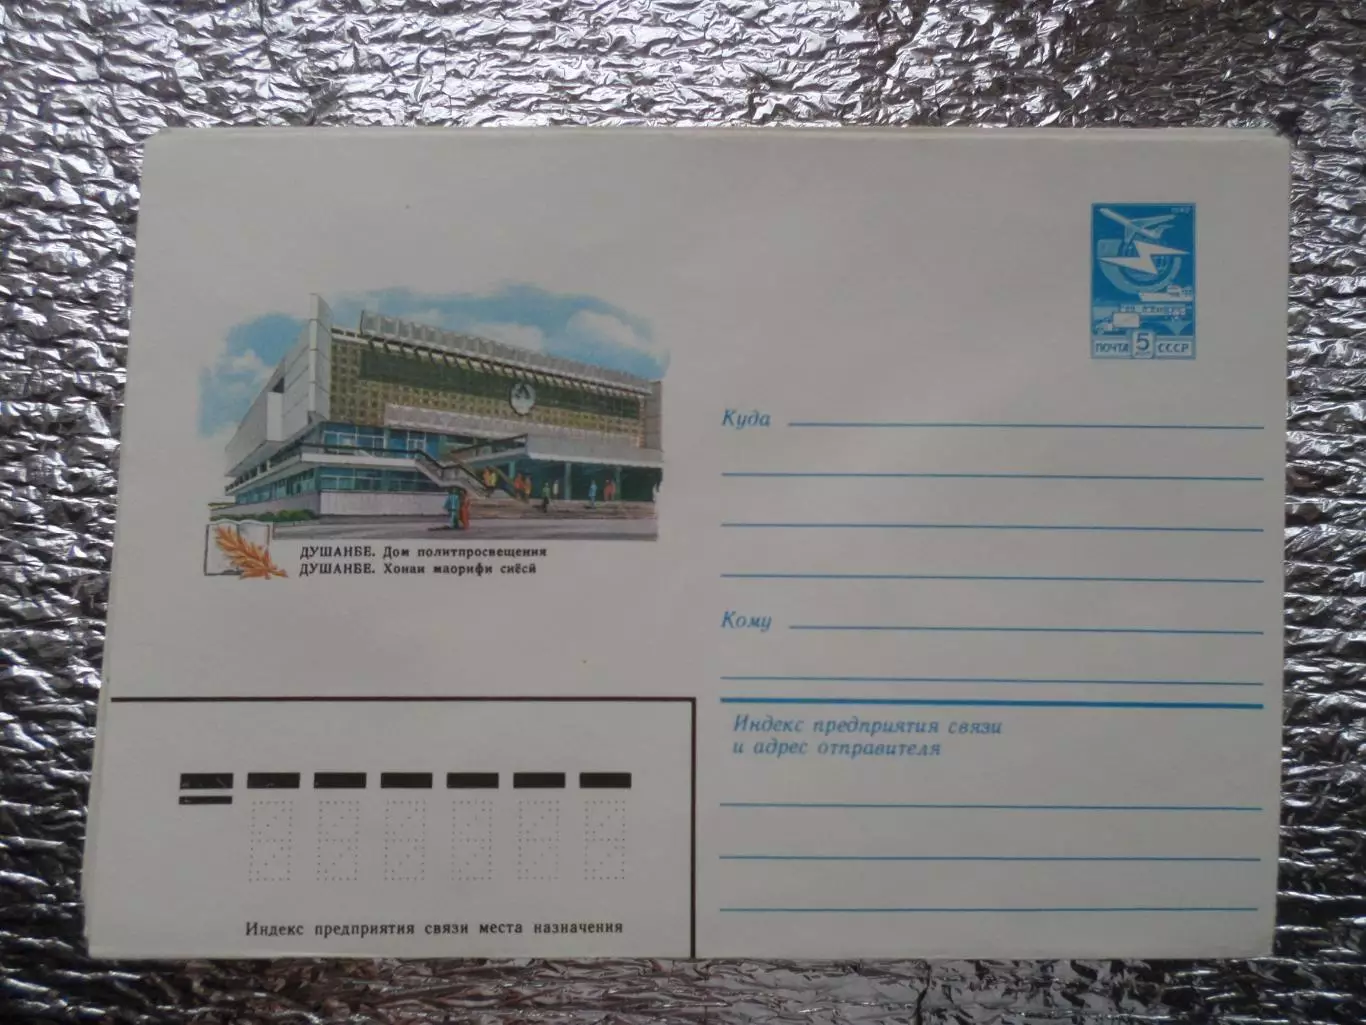 1982
ПОЧТА 5 СССР
ДУШАНБЕ. Дом политпросвещения
ДУШАНБЕ. Хонаи маорифи сиёсӣ
Куда
Кому
Индекс предприятия связи
и адрес отправителя
Индекс предприятия связи места назначения